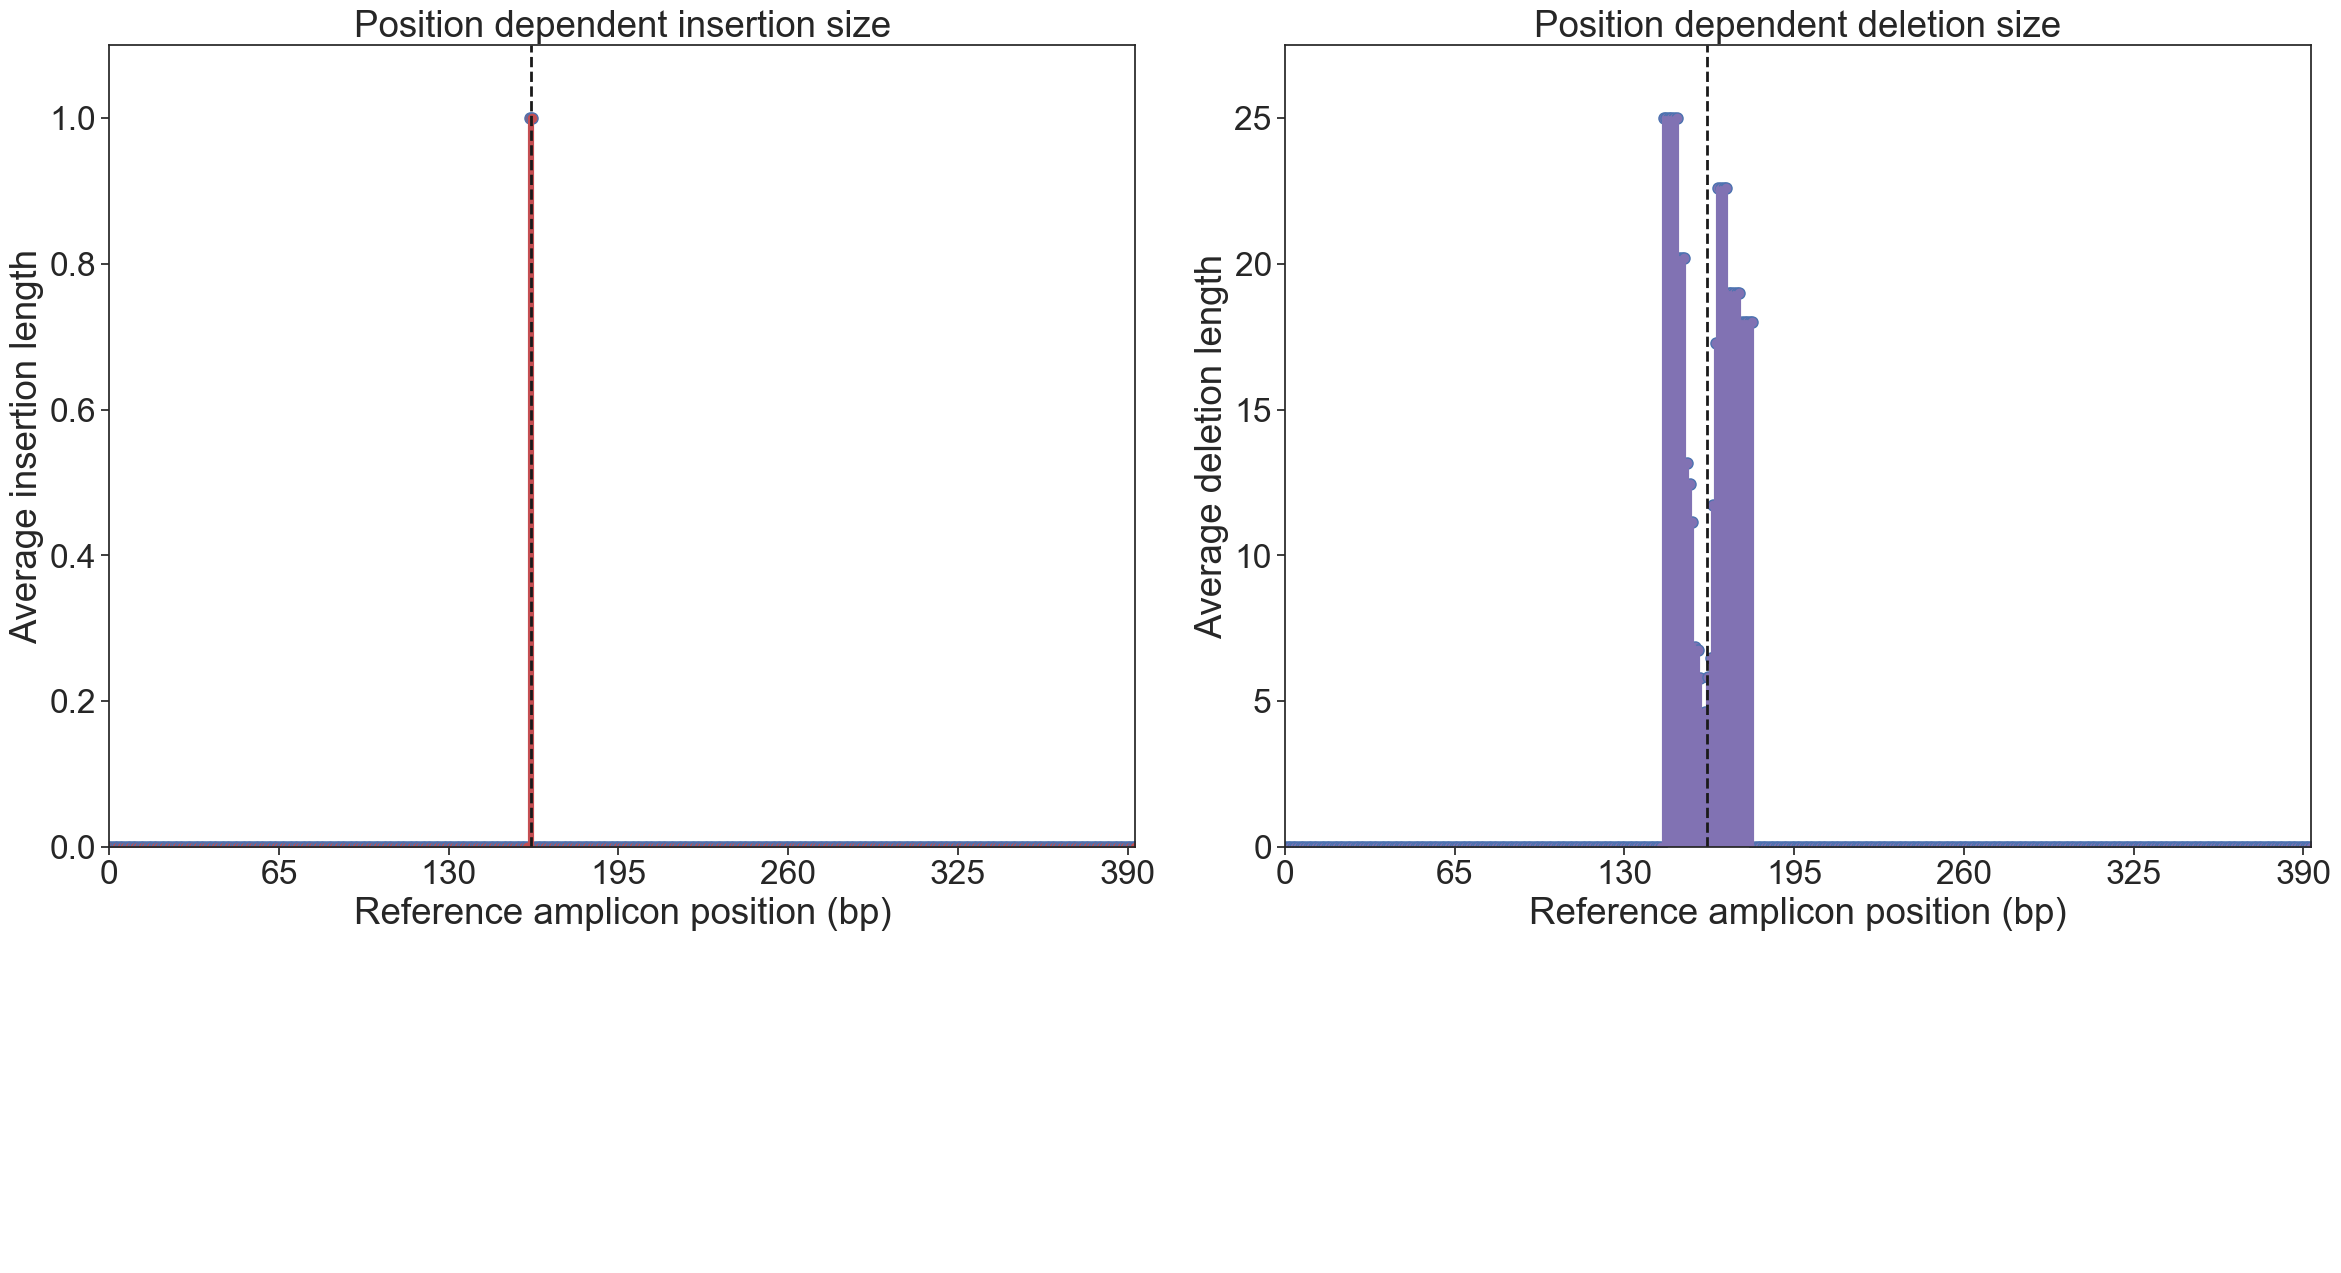 Position dependent insertion size
Average insertion length
1.0
0.8
0.6
0.4
0.2
0.0
0 65 130 195 260 325 390
Reference amplicon position (bp)
Position dependent deletion size
Average deletion length
25
20
15
10
5
0
0 65 130 195 260 325 390
Reference amplicon position (bp)